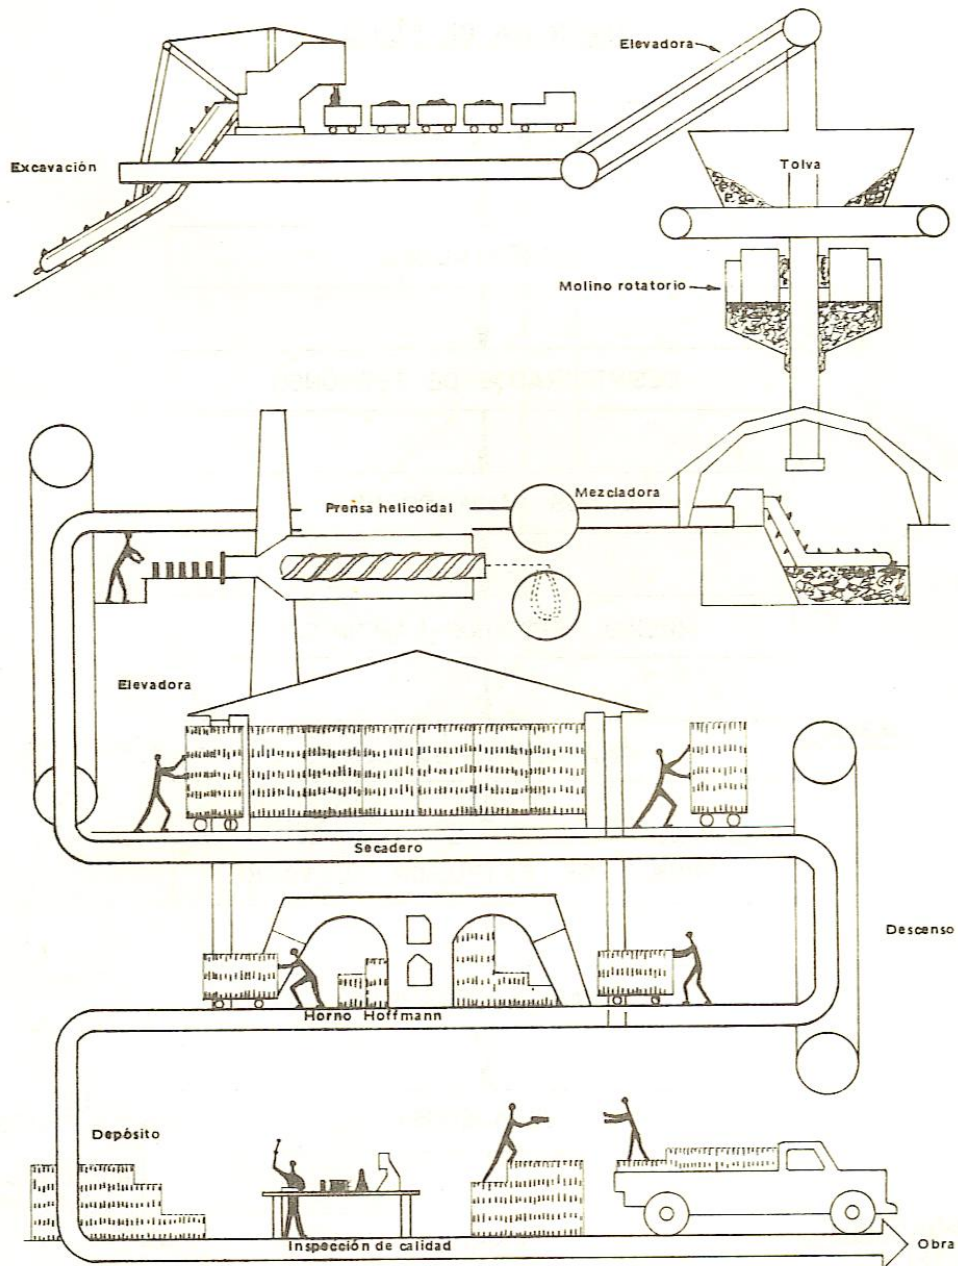 Elevadora
Excavación
Tolva
Molino rotatorio
Mezcladora
Prensa helicoidal
Elevadora
Secadero
Descenso
Horno Hoffmann
Depósito
Inspección de calidad
Obra